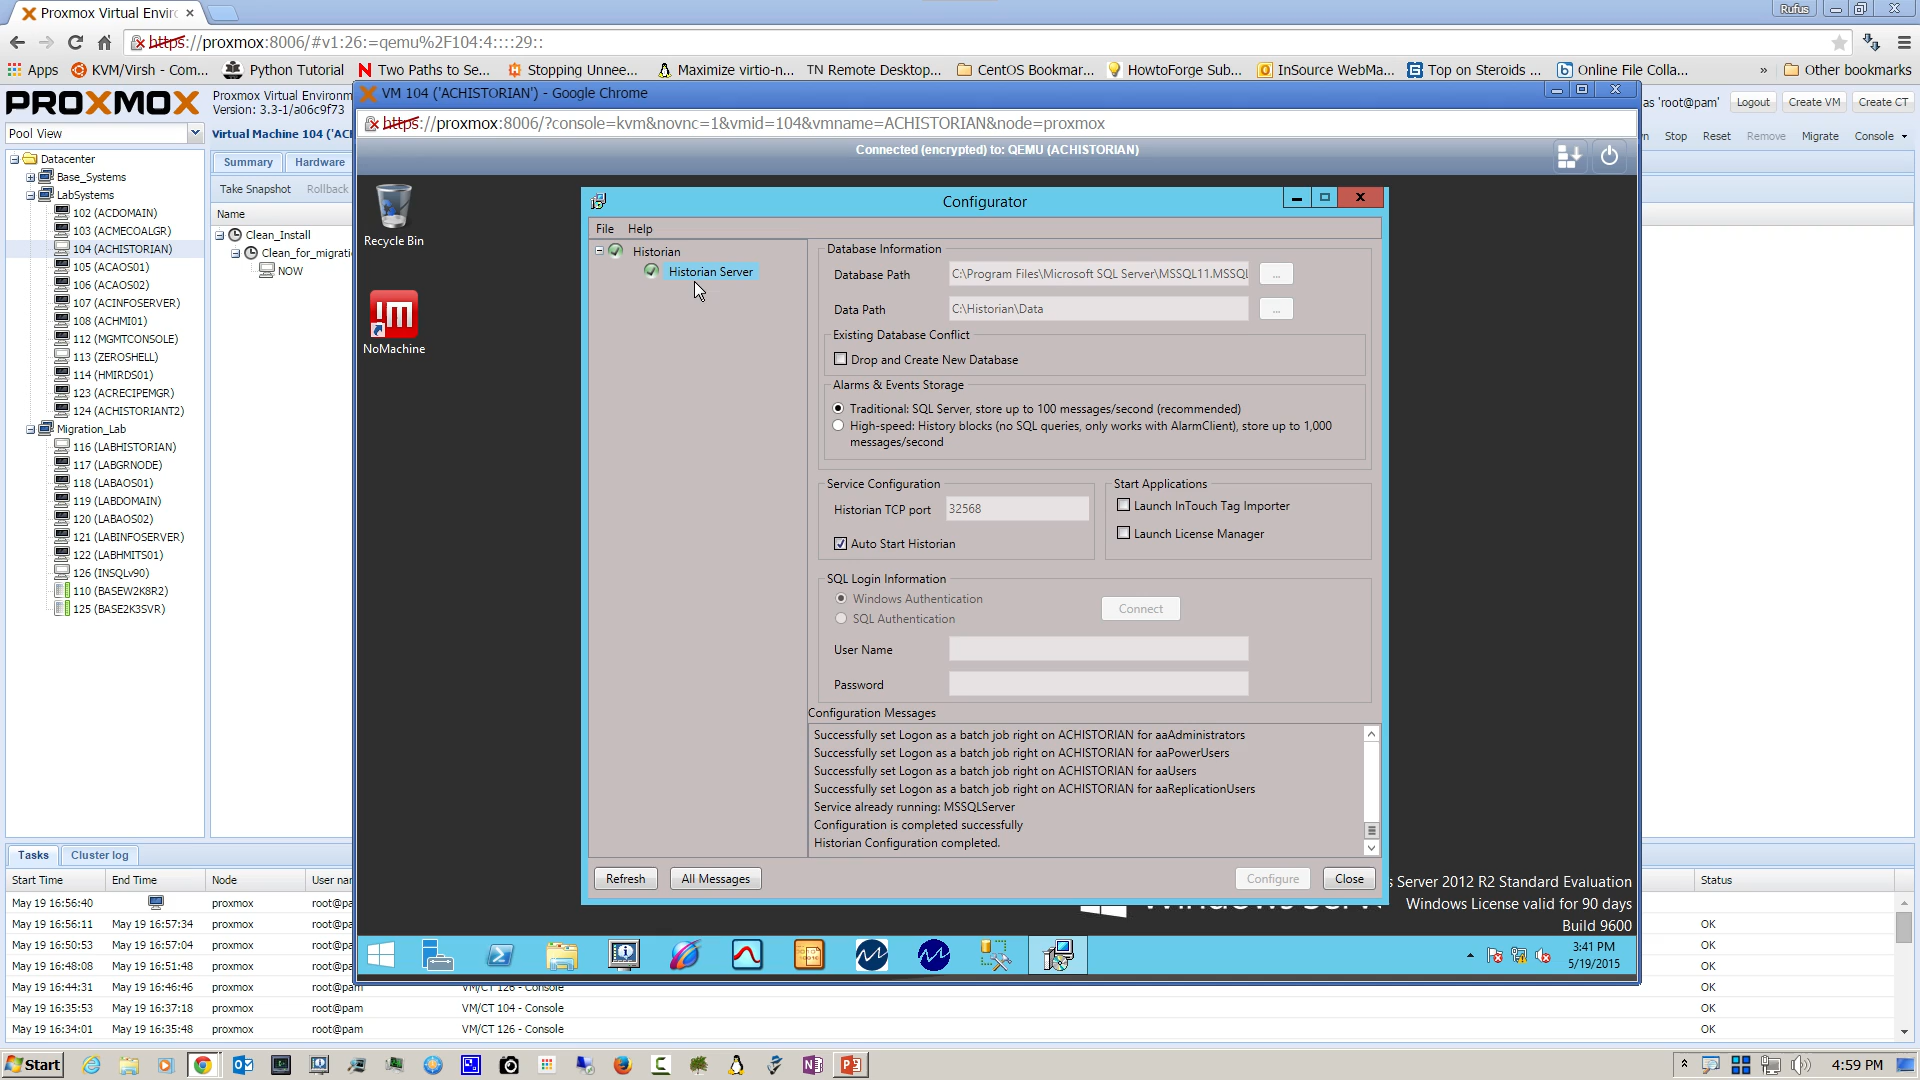 Proxmox Virtual Enviro
Rufus
https://proxmox:8006/#v1:26:=qemu%2F104:4::::29::
Apps
KVM/Virsh - Com...
Python Tutorial
Two Paths to Se...
Stopping Unnee...
Maximize virtio-n...
TN Remote Desktop...
CentOS Bookmar...
HowtoForge Sub...
InSource WebMa...
Top on Steroids ...
Online File Colla...
»
Other bookmarks
PROXMOX
Proxmox Virtual Environm
Version: 3.3-1/a06c9f73
as 'root@pam'
Logout
Create VM
Create CT
Pool View
Virtual Machine 104 ('ACI
Stop
Reset
Remove
Migrate
Console
Summary
Hardware
Take Snapshot
Rollback
Name
Clean_Install
Clean_for_migrati
NOW
Datacenter
Base_Systems
LabSystems
102 (ACDOMAIN)
103 (ACMECOALGR)
104 (ACHISTORIAN)
105 (ACAOS01)
106 (ACAOS02)
107 (ACINFOSERVER)
108 (ACHMI01)
112 (MGMTCONSOLE)
113 (ZEROSHELL)
114 (HMIRDS01)
123 (ACRECIPEMGR)
124 (ACHISTORIANT2)
Migration_Lab
116 (LABHISTORIAN)
117 (LABGRNODE)
118 (LABAOS01)
119 (LABDOMAIN)
120 (LABAOS02)
121 (LABINFOSERVER)
122 (LABHMITS01)
126 (INSQLv90)
110 (BASEW2K8R2)
125 (BASE2K3SVR)
VM 104 ('ACHISTORIAN') - Google Chrome
https://proxmox:8006/?console=kvm&novnc=1&vmid=104&vmname=ACHISTORIAN&node=proxmox
Connected (encrypted) to: QEMU (ACHISTORIAN)
Recycle Bin
NoMachine
Configurator
File
Help
Historian
Historian Server
Database Information
Database Path
C:\Program Files\Microsoft SQL Server\MSSQL11.MSSQL
...
Data Path
C:\Historian\Data
...
Existing Database Conflict
Drop and Create New Database
Alarms & Events Storage
Traditional: SQL Server, store up to 100 messages/second (recommended)
High-speed: History blocks (no SQL queries, only works with AlarmClient), store up to 1,000
messages/second
Service Configuration
Historian TCP port
32568
Auto Start Historian
Start Applications
Launch InTouch Tag Importer
Launch License Manager
SQL Login Information
Windows Authentication
SQL Authentication
Connect
User Name
Password
Configuration Messages
Successfully set Logon as a batch job right on ACHISTORIAN for aaAdministrators
Successfully set Logon as a batch job right on ACHISTORIAN for aaPowerUsers
Successfully set Logon as a batch job right on ACHISTORIAN for aaUsers
Successfully set Logon as a batch job right on ACHISTORIAN for aaReplicationUsers
Service already running: MSSQLServer
Configuration is completed successfully
Historian Configuration completed.
Refresh
All Messages
Configure
Close
s Server 2012 R2 Standard Evaluation
Windows License valid for 90 days
Build 9600
3:41 PM
5/19/2015
Tasks
Cluster log
Start Time
End Time
Node
User nam
Status
May 19 16:56:40 proxmox root@pa
May 19 16:56:11 May 19 16:57:34 proxmox root@pa OK
May 19 16:50:53 May 19 16:57:04 proxmox root@pa OK
May 19 16:48:08 May 19 16:51:48 proxmox root@pa OK
May 19 16:44:31 May 19 16:46:46 proxmox root@pam VM/CT 126 - Console OK
May 19 16:35:53 May 19 16:37:18 proxmox root@pam VM/CT 104 - Console OK
May 19 16:34:01 May 19 16:35:48 proxmox root@pam VM/CT 126 - Console OK
Start
4:59 PM